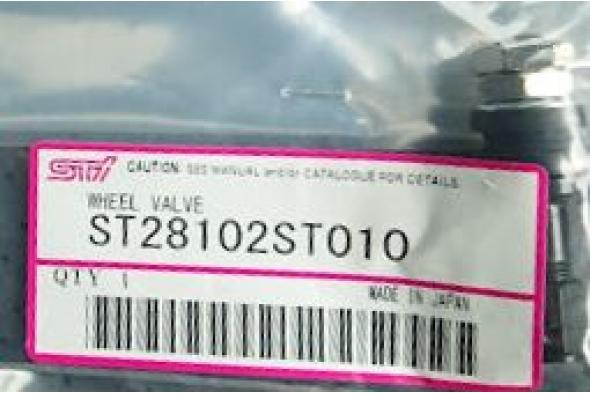 STI CAUTION: SEE MANUAL and/or CATALOGUE FOR DETAILS
WHEEL VALVE
ST28102ST010
QTY 1
MADE IN JAPAN